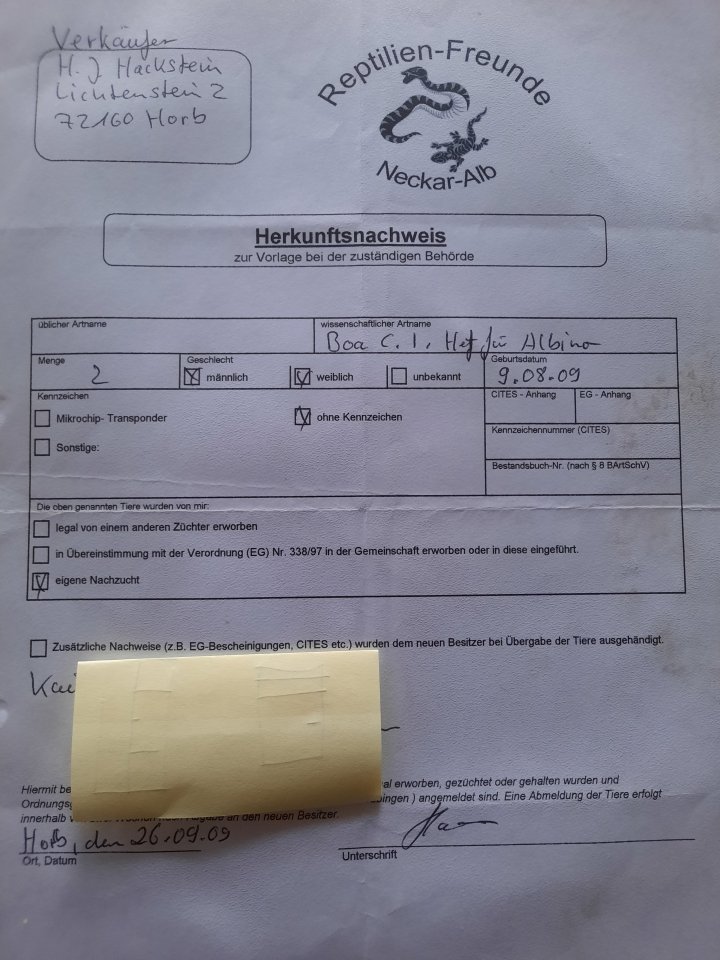 Verkäufer
H. J Hackstein
Lichtenstein 2
72160 Horb
Reptilien-Freunde
Neckar-Alb
Herkunftsnachweis
zur Vorlage bei der zuständigen Behörde
üblicher Artname
wissenschaftlicher Artname
Boa C. I. Het für Albino
Menge
2
Geschlecht
männlich
weiblich
unbekannt
Geburtsdatum
9.08.09
Kennzeichen
Mikrochip- Transponder
ohne Kennzeichen
Sonstige:
CITES - Anhang
EG - Anhang
Kennzeichennummer (CITES)
Bestandsbuch-Nr. (nach § 6 BArtSchV)
Die oben genannten Tiere wurden von mir:
legal von einem anderen Züchter erworben
in Übereinstimmung mit der Verordnung (EG) Nr. 338/97 in der Gemeinschaft erworben oder in diese eingeführt.
eigene Nachzucht
Zusätzliche Nachweise (z.B. EG-Bescheinigungen, CITES etc.) wurden dem neuen Besitzer bei Übergabe der Tiere ausgehändigt.
Hiermit be al erworben, gezüchtet oder gehalten wurden und
Ordnungsg bingen ) angemeldet sind. Eine Abmeldung der Tiere erfolgt
innerhalb an den neuen Besitzer.
Horb, den 26.09.09
Ort, Datum
Unterschrift